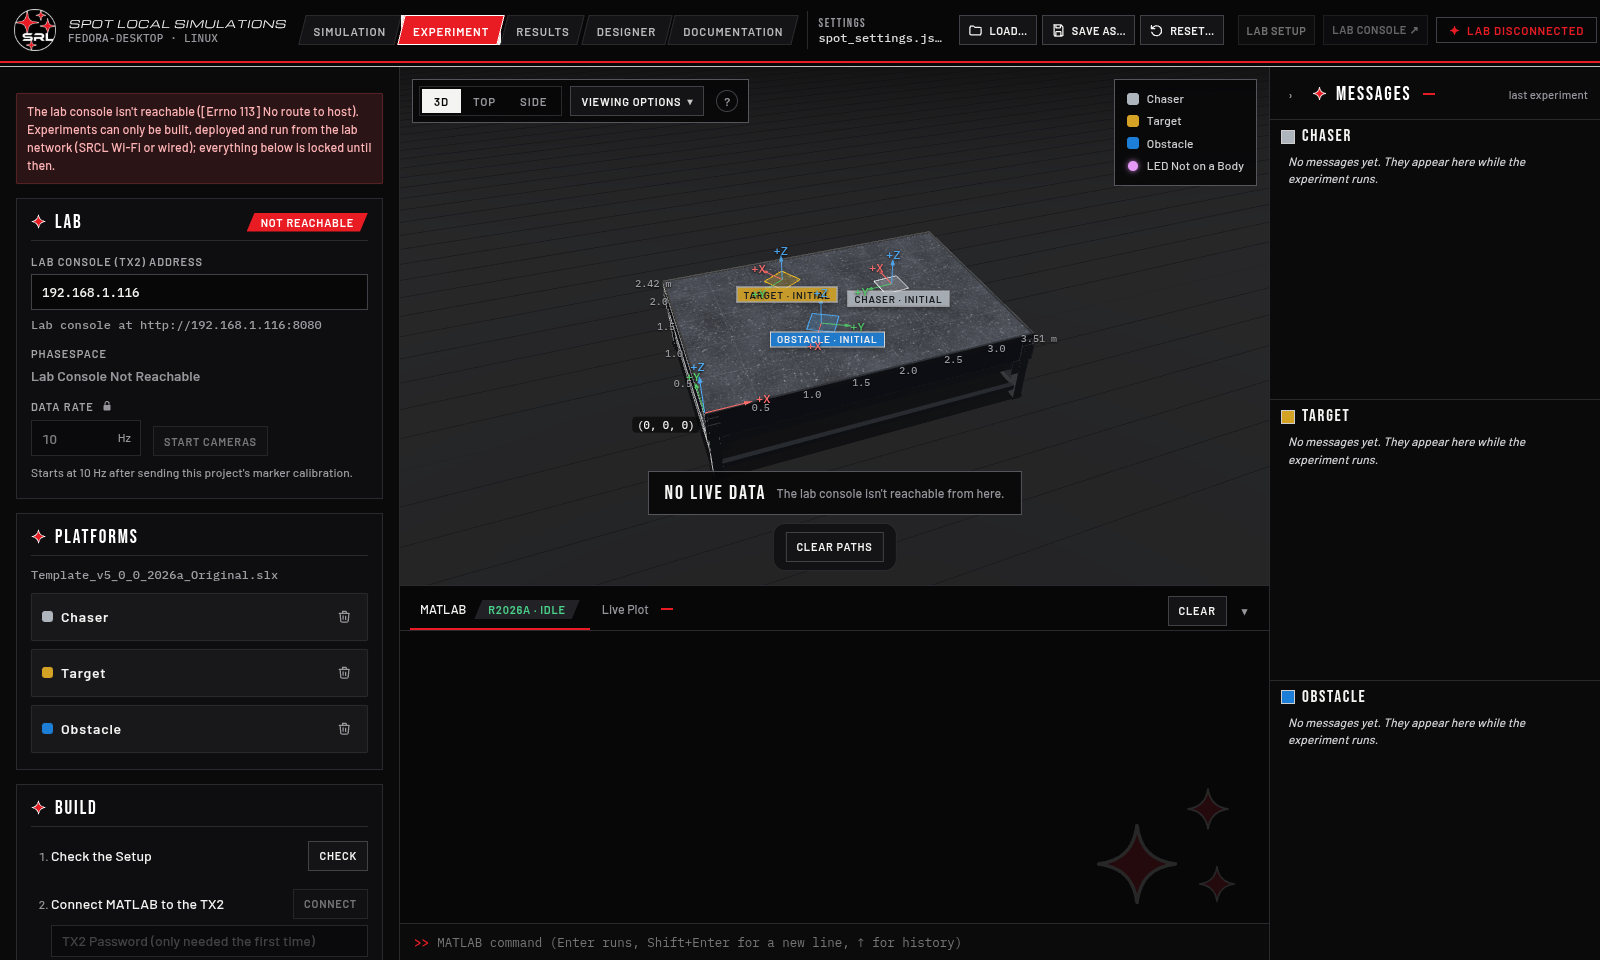 SRL
SPOT LOCAL SIMULATIONS
FEDORA-DESKTOP · LINUX
SIMULATION
EXPERIMENT
RESULTS
DESIGNER
DOCUMENTATION
SETTINGS
spot_settings.js…
LOAD…
SAVE AS…
RESET…
LAB SETUP
LAB CONSOLE ↗
LAB DISCONNECTED
The lab console isn't reachable ([Errno 113] No route to host).
Experiments can only be built, deployed and run from the lab
network (SRCL Wi-Fi or wired); everything below is locked until
then.
LAB
NOT REACHABLE
LAB CONSOLE (TX2) ADDRESS
192.168.1.116
Lab console at http://192.168.1.116:8080
PHASESPACE
Lab Console Not Reachable
DATA RATE
10 Hz
START CAMERAS
Starts at 10 Hz after sending this project's marker calibration.
PLATFORMS
Template_v5_0_0_2026a_Original.slx
Chaser
Target
Obstacle
BUILD
1. Check the Setup
CHECK
2. Connect MATLAB to the TX2
CONNECT
TX2 Password (only needed the first time)
3D
TOP
SIDE
VIEWING OPTIONS ▾
?
Chaser
Target
Obstacle
LED Not on a Body
+Z
+X
TARGET · INITIAL
+Z
+X
+Y
CHASER · INITIAL
+Y
OBSTACLE · INITIAL
+X
2.42 m
2.0
1.5
1.0
0.5
+Z
+Y
+X
(0, 0, 0)
0.5
1.0
1.5
2.0
2.5
3.0
3.51 m
NO LIVE DATA
The lab console isn't reachable from here.
CLEAR PATHS
MATLAB
R2026A · IDLE
Live Plot
CLEAR
▾
>> MATLAB command (Enter runs, Shift+Enter for a new line, ↑ for history)
MESSAGES
last experiment
CHASER
No messages yet. They appear here while the
experiment runs.
TARGET
No messages yet. They appear here while the
experiment runs.
OBSTACLE
No messages yet. They appear here while the
experiment runs.